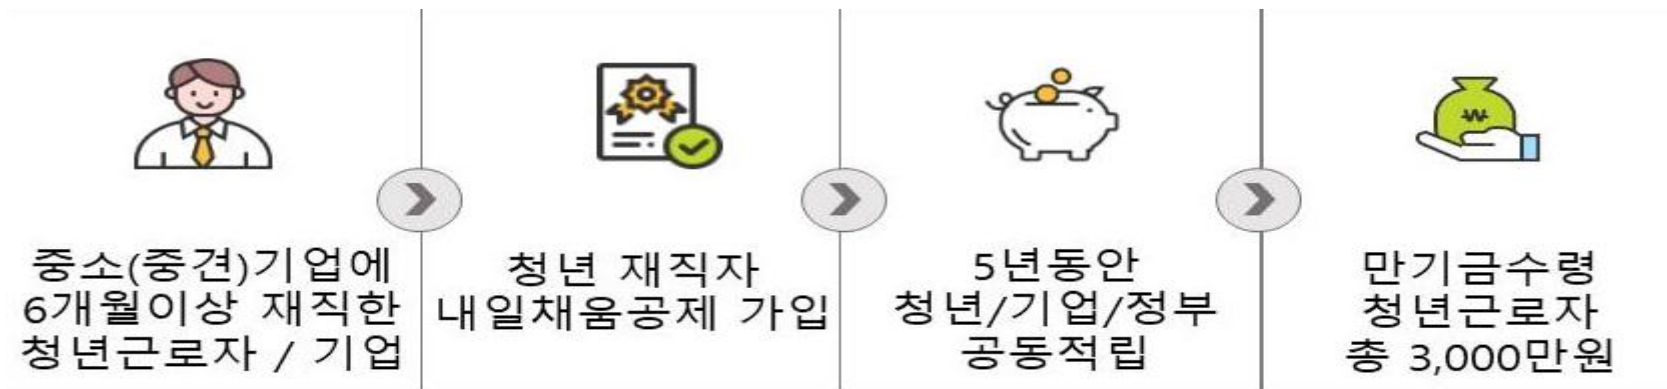 중소(중견)기업에
6개월이상 재직한
청년근로자 / 기업
청년 재직자
내일채움공제 가입
5년동안
청년/기업/정부
공동적립
₩
만기금수령
청년근로자
총 3,000만원